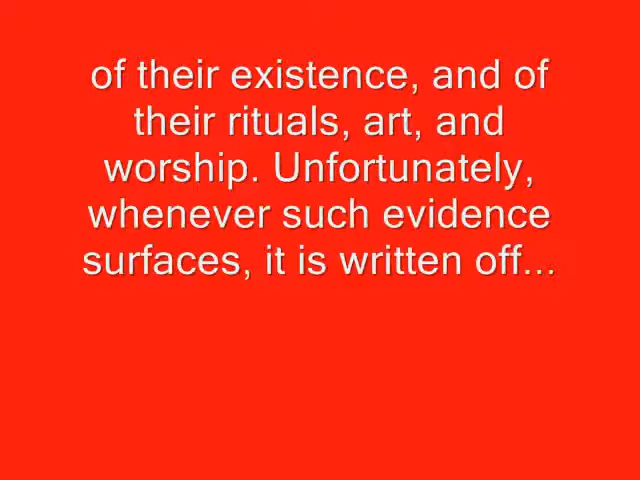 of their existence, and of
their rituals, art, and
worship. Unfortunately,
whenever such evidence
surfaces, it is written off...